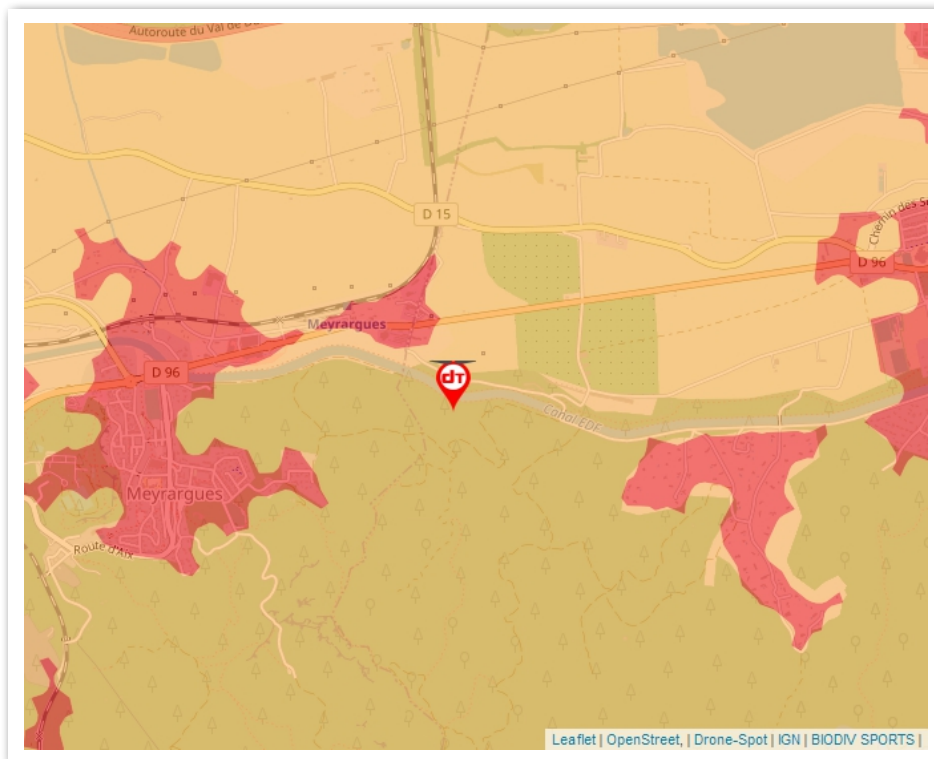 Autoroute du Val de Du
D 15
Chemin des S
D 96
Meyrargues
D 96
Canal EDF
Meyrargues
Route d'Aix
dT
Leaflet | OpenStreet, | Drone-Spot | IGN | BIODIV SPORTS |